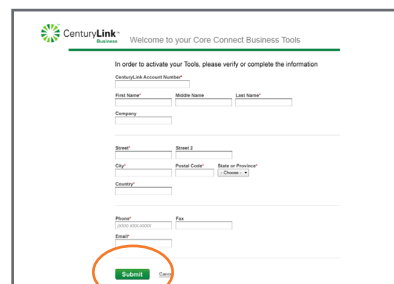 CenturyLink™
Business
Welcome to your Core Connect Business Tools
In order to activate your Tools, please verify or complete the information
CenturyLink Account Number*
First Name* Middle Name Last Name*
Company
Street* Street 2
City* Postal Code* State or Province*
- Choose -
Country*
Phone* Fax
(XXX) XXX-XXXX
Email*
Submit